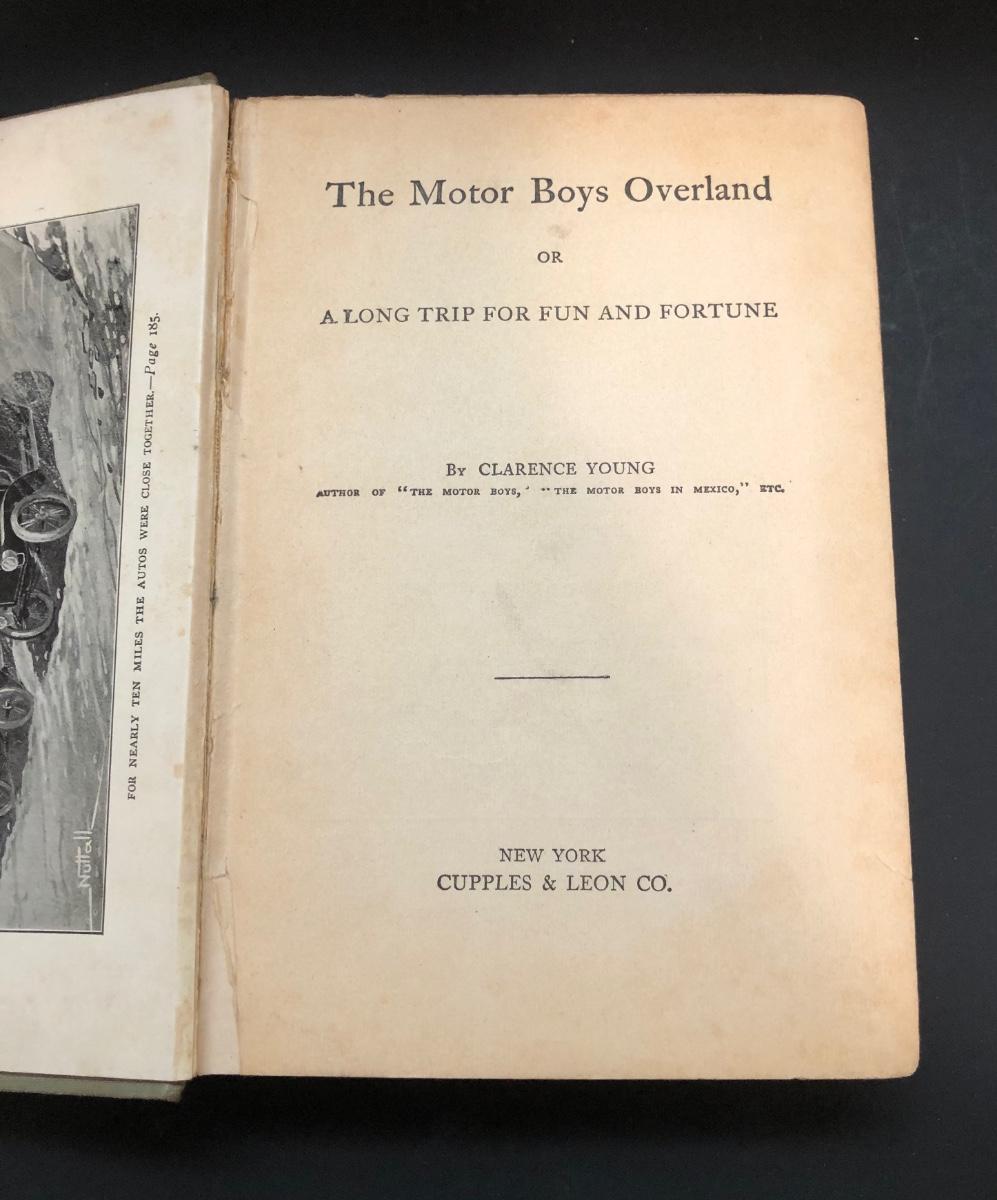 FOR NEARLY TEN MILES THE AUTOS WERE CLOSE TOGETHER.—Page 185.
Nuttall
The Motor Boys Overland
OR
A LONG TRIP FOR FUN AND FORTUNE
By CLARENCE YOUNG
AUTHOR OF "THE MOTOR BOYS,' "THE MOTOR BOYS IN MEXICO," ETC.
NEW YORK
CUPPLES & LEON CO.